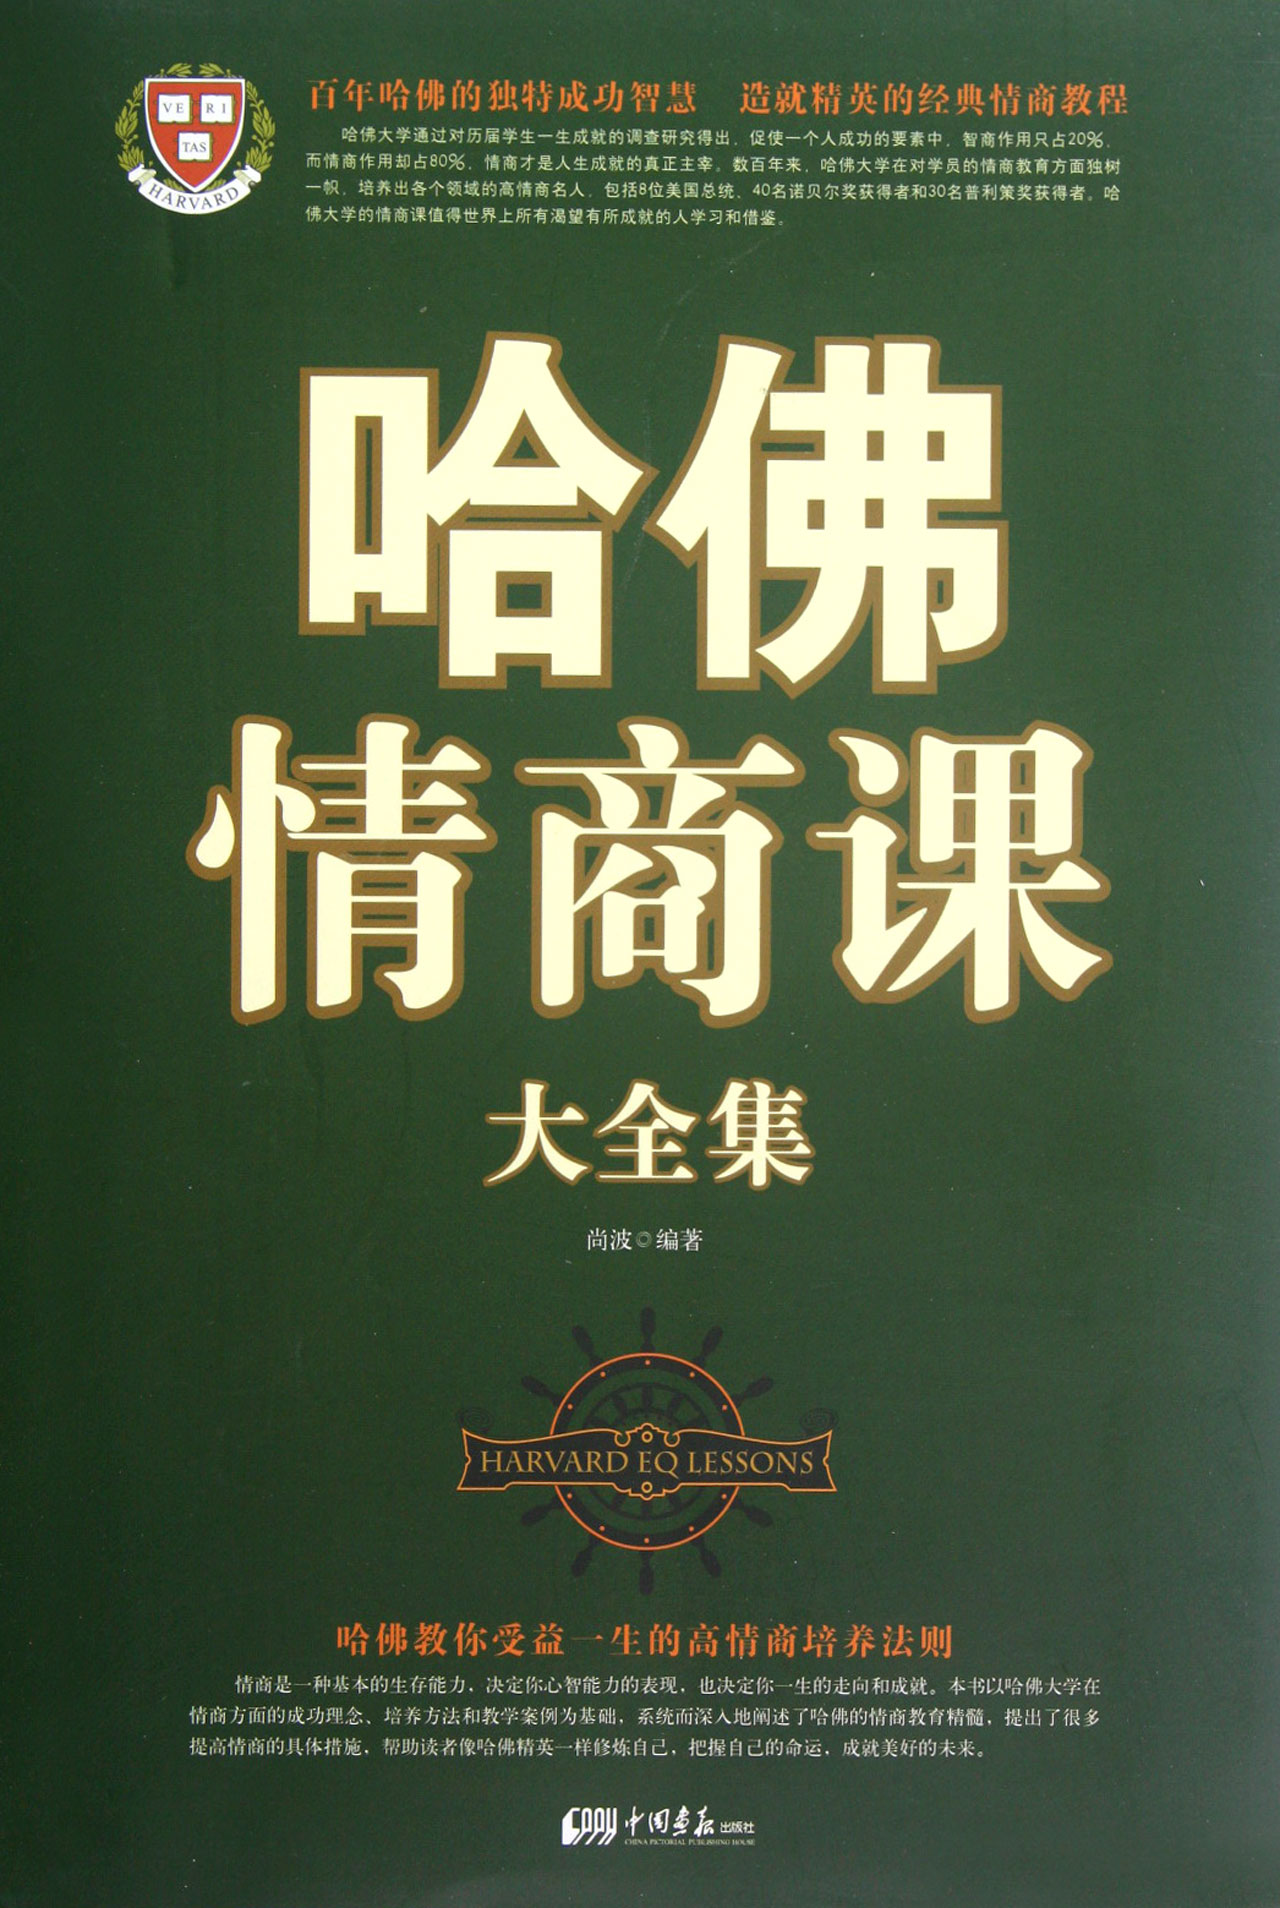 VE RI
TAS
HARVARD
百年哈佛的独特成功智慧 造就精英的经典情商教程
哈佛大学通过对历届学生一生成就的调查研究得出，促使一个人成功的要素中，智商作用只占20%，
而情商作用却占80%，情商才是人生成就的真正主宰。数百年来，哈佛大学在对学员的情商教育方面独树
一帜，培养出各个领域的高情商名人，包括8位美国总统、40名诺贝尔奖获得者和30名普利策奖获得者。哈
佛大学的情商课值得世界上所有渴望有所成就的人学习和借鉴。
哈佛
情商课
大全集
尚波◎编著
HARVARD EQ LESSONS
哈佛教你受益一生的高情商培养法则
情商是一种基本的生存能力，决定你心智能力的表现，也决定你一生的走向和成就。本书以哈佛大学在
情商方面的成功理念、培养方法和教学案例为基础，系统而深入地阐述了哈佛的情商教育精髓，提出了很多
提高情商的具体措施，帮助读者像哈佛精英一样修炼自己，把握自己的命运，成就美好的未来。
CPPH 中国画报出版社
CHINA PICTORIAL PUBLISHING HOUSE